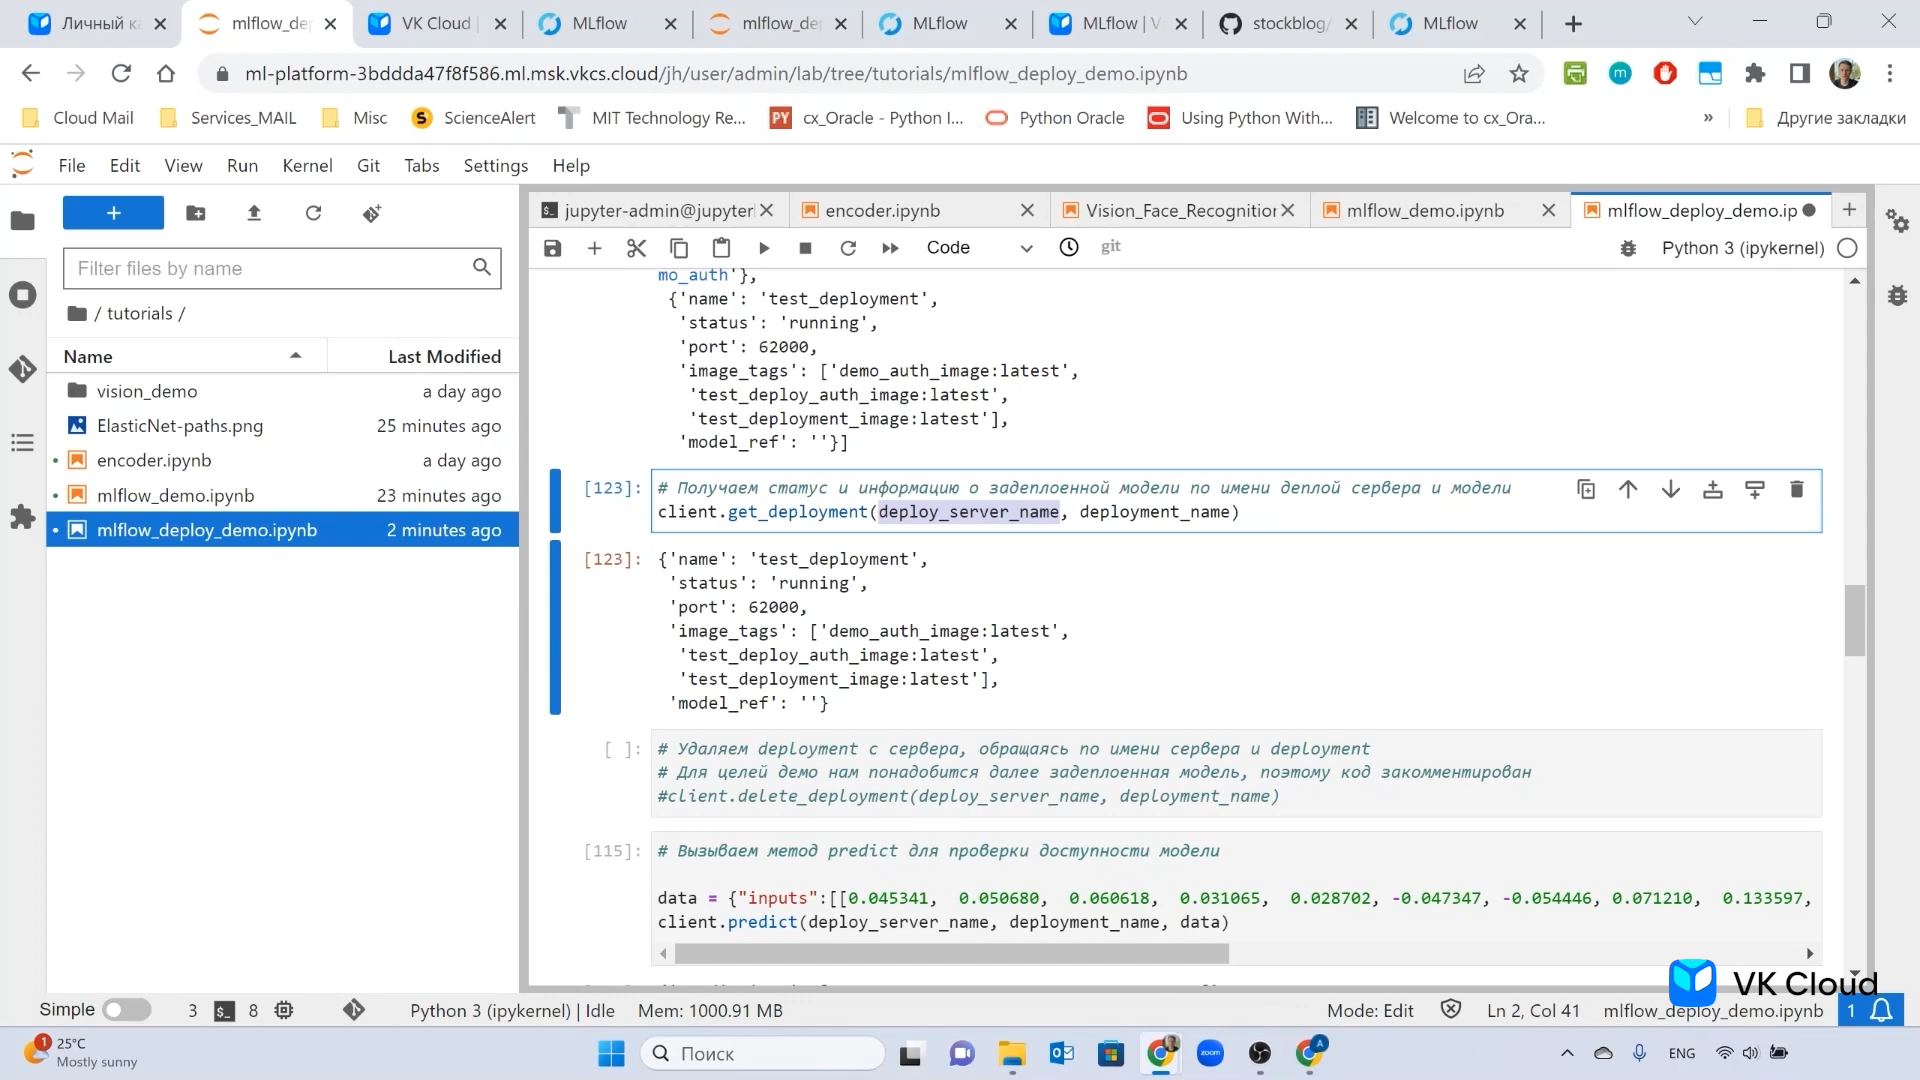 Личный ка
mlflow_de
VK Cloud |
MLflow
mlflow_de
MLflow
MLflow | V
stockblog/
MLflow
ml-platform-3bddda47f8f586.ml.msk.vkcs.cloud/jh/user/admin/lab/tree/tutorials/mlflow_deploy_demo.ipynb
Cloud Mail
Services_MAIL
Misc
ScienceAlert
MIT Technology Re...
cx_Oracle - Python I...
Python Oracle
Using Python With...
Welcome to cx_Ora...
»
Другие закладки
File Edit View Run Kernel Git Tabs Settings Help
jupyter-admin@jupyter
encoder.ipynb
Vision_Face_Recognition
mlflow_demo.ipynb
mlflow_deploy_demo.ip
Code
git
Python 3 (ipykernel)
Filter files by name
/ tutorials /
Name Last Modified
vision_demo a day ago
ElasticNet-paths.png 25 minutes ago
encoder.ipynb a day ago
mlflow_demo.ipynb 23 minutes ago
mlflow_deploy_demo.ipynb 2 minutes ago
mo_auth'},
{'name': 'test_deployment',
'status': 'running',
'port': 62000,
'image_tags': ['demo_auth_image:latest',
'test_deploy_auth_image:latest',
'test_deployment_image:latest'],
'model_ref': ''}]
[123]: # Получаем статус и информацию о задеплоенной модели по имени деплой сервера и модели
client.get_deployment(deploy_server_name, deployment_name)
[123]: {'name': 'test_deployment',
'status': 'running',
'port': 62000,
'image_tags': ['demo_auth_image:latest',
'test_deploy_auth_image:latest',
'test_deployment_image:latest'],
'model_ref': ''}
[ ]: # Удаляем deployment с сервера, обращаясь по имени сервера и deployment
# Для целей демо нам понадобится далее задеплоенная модель, поэтому код закомментирован
#client.delete_deployment(deploy_server_name, deployment_name)
[115]: # Вызываем метод predict для проверки доступности модели
data = {"inputs":[[0.045341, 0.050680, 0.060618, 0.031065, 0.028702, -0.047347, -0.054446, 0.071210, 0.133597,
client.predict(deploy_server_name, deployment_name, data)
VK Cloud
Simple 3 8 Python 3 (ipykernel) | Idle Mem: 1000.91 MB Mode: Edit Ln 2, Col 41 mlflow_deploy_demo.ipynb 1
1
25°C
Mostly sunny
Поиск
zoom
A
ENG